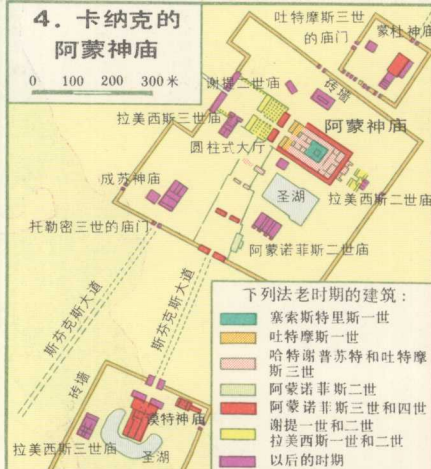 4. 卡纳克的
阿蒙神庙
0 100 200 300米
吐特摩斯三世
的庙门
蒙杜神庙
砖墙
谢提二世庙
阿蒙神庙
拉美西斯三世庙
圆柱式大厅
成苏神庙
圣湖
拉美西斯二世庙
托勒密三世的庙门
阿蒙诺菲斯二世庙
斯芬克斯大道
斯芬克斯大道
砖墙
莫特神庙
拉美西斯三世庙
圣湖
下列法老时期的建筑：
塞索斯特里斯一世
吐特摩斯一世
哈特谢普苏特和吐特摩
斯三世
阿蒙诺菲斯二世
阿蒙诺菲斯三世和四世
谢提一世和二世
拉美西斯一世和二世
以后的时期